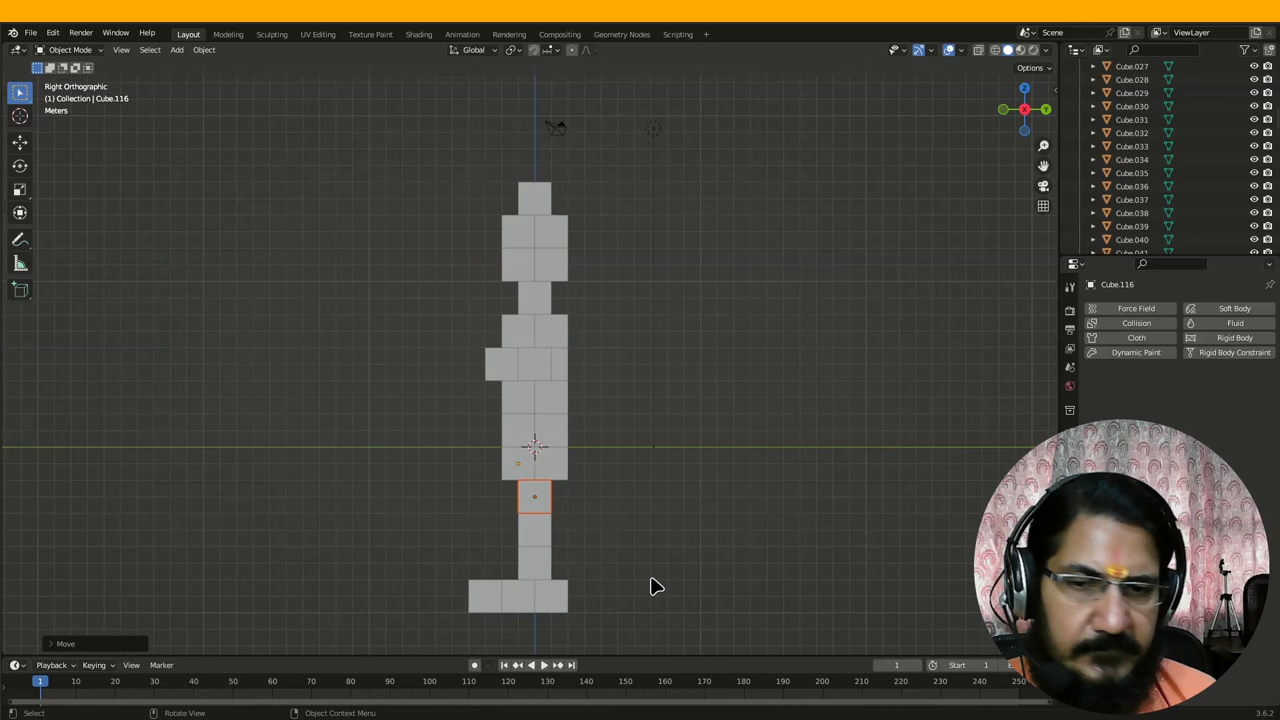 File Edit Render Window Help Layout Modeling Sculpting UV Editing Texture Paint Shading Animation Rendering Compositing Geometry Nodes Scripting Scene ViewLayer
Object Mode View Select Add Object Global
Options
Right Orthographic
(1) Collection | Cube.116
Meters
Z
X
Y
Cube.027
Cube.028
Cube.029
Cube.030
Cube.031
Cube.032
Cube.033
Cube.034
Cube.035
Cube.036
Cube.037
Cube.038
Cube.039
Cube.040
Cube.041
Cube.116
Force Field Soft Body
Collision Fluid
Cloth Rigid Body
Dynamic Paint Rigid Body Constraint
Move
Playback Keying View Marker 1 Start 1
1 10 20 30 40 50 60 70 80 90 100 110 120 130 140 150 160 170 180 190 200 210 220 230 240 250
Select Rotate View Object Context Menu 3.6.2